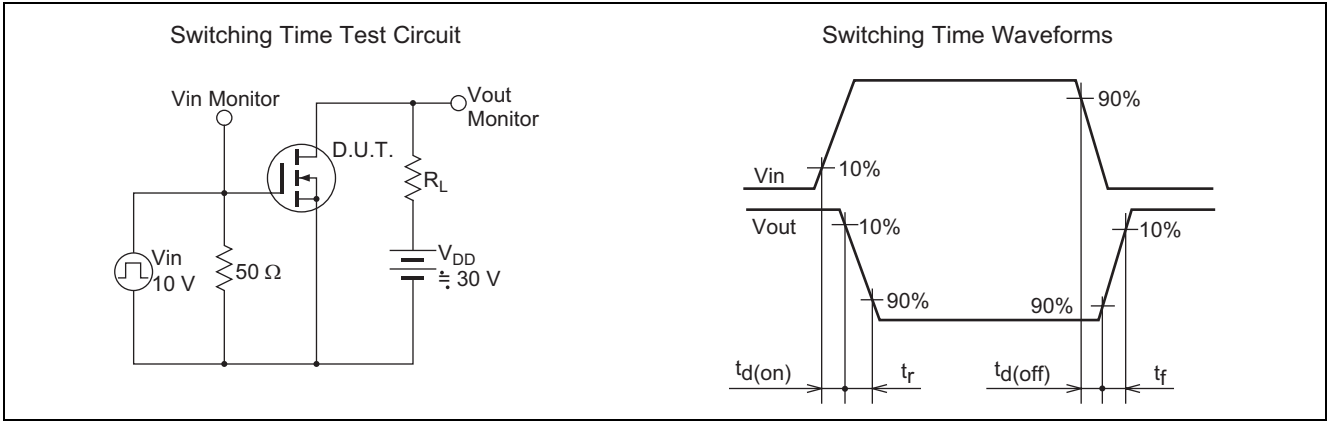 Switching Time Test Circuit
Vin Monitor
Vout
Monitor
D.U.T.
RL
Vin
10 V
50 Ω
VDD
≒ 30 V
Switching Time Waveforms
90%
10%
Vin
Vout
10%
10%
90%
90%
td(on)
tr
td(off)
tf